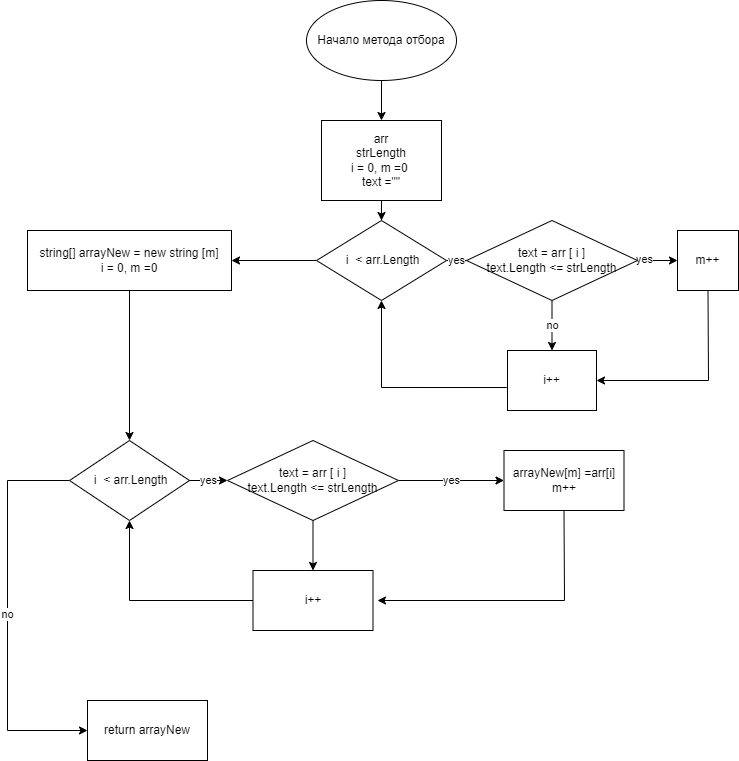 Начало метода отбора
arr
strLength
i = 0, m =0
text =""
i  < arr.Length
yes
text = arr [ i ]
text.Length <= strLength
yes
m++
string[] arrayNew = new string [m]
i = 0, m =0
no
i++
i  < arr.Length
yes
text = arr [ i ]
text.Length <= strLength
yes
arrayNew[m] =arr[i]
m++
i++
no
return arrayNew